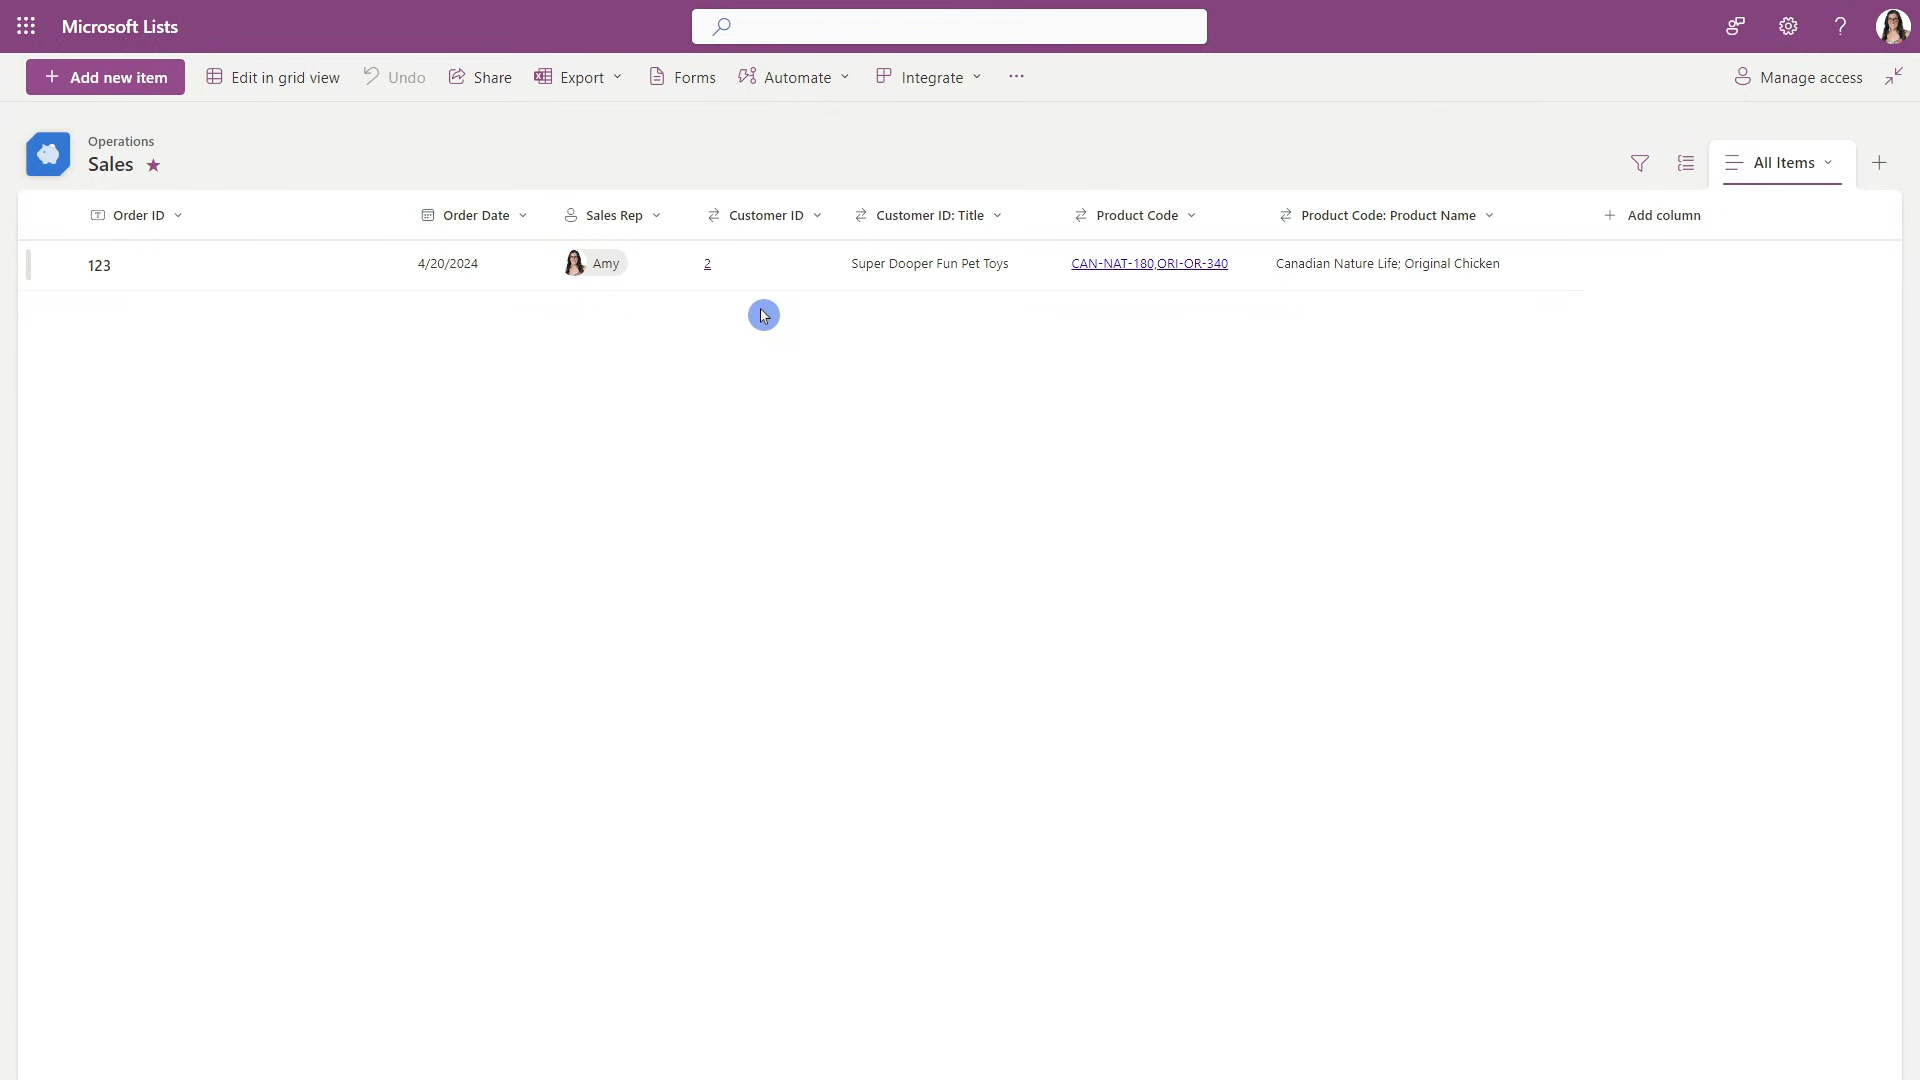 Microsoft Lists
Add new item
Edit in grid view
Undo
Share
Export
Forms
Automate
Integrate
Manage access
Operations
Sales
All Items
Order ID
Order Date
Sales Rep
Customer ID
Customer ID: Title
Product Code
Product Code: Product Name
Add column
123
4/20/2024
Amy
2
Super Dooper Fun Pet Toys
CAN-NAT-180,ORI-OR-340
Canadian Nature Life; Original Chicken